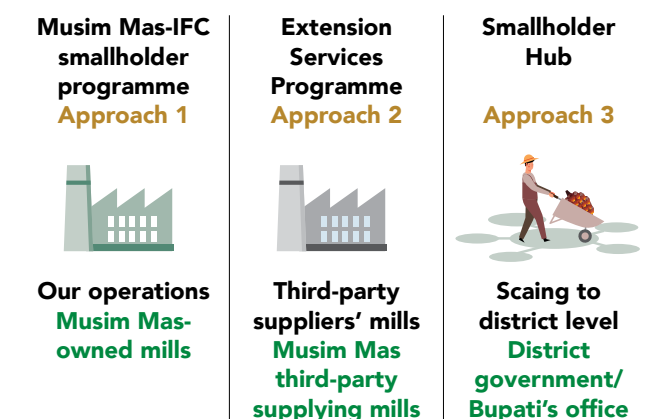 Musim Mas-IFC
smallholder
programme
Approach 1
Our operations
Musim Mas-
owned mills
Extension
Services
Programme
Approach 2
Third-party
suppliers’ mills
Musim Mas
third-party
supplying mills
Smallholder
Hub
Approach 3
Scaing to
district level
District
government/
Bupati’s office